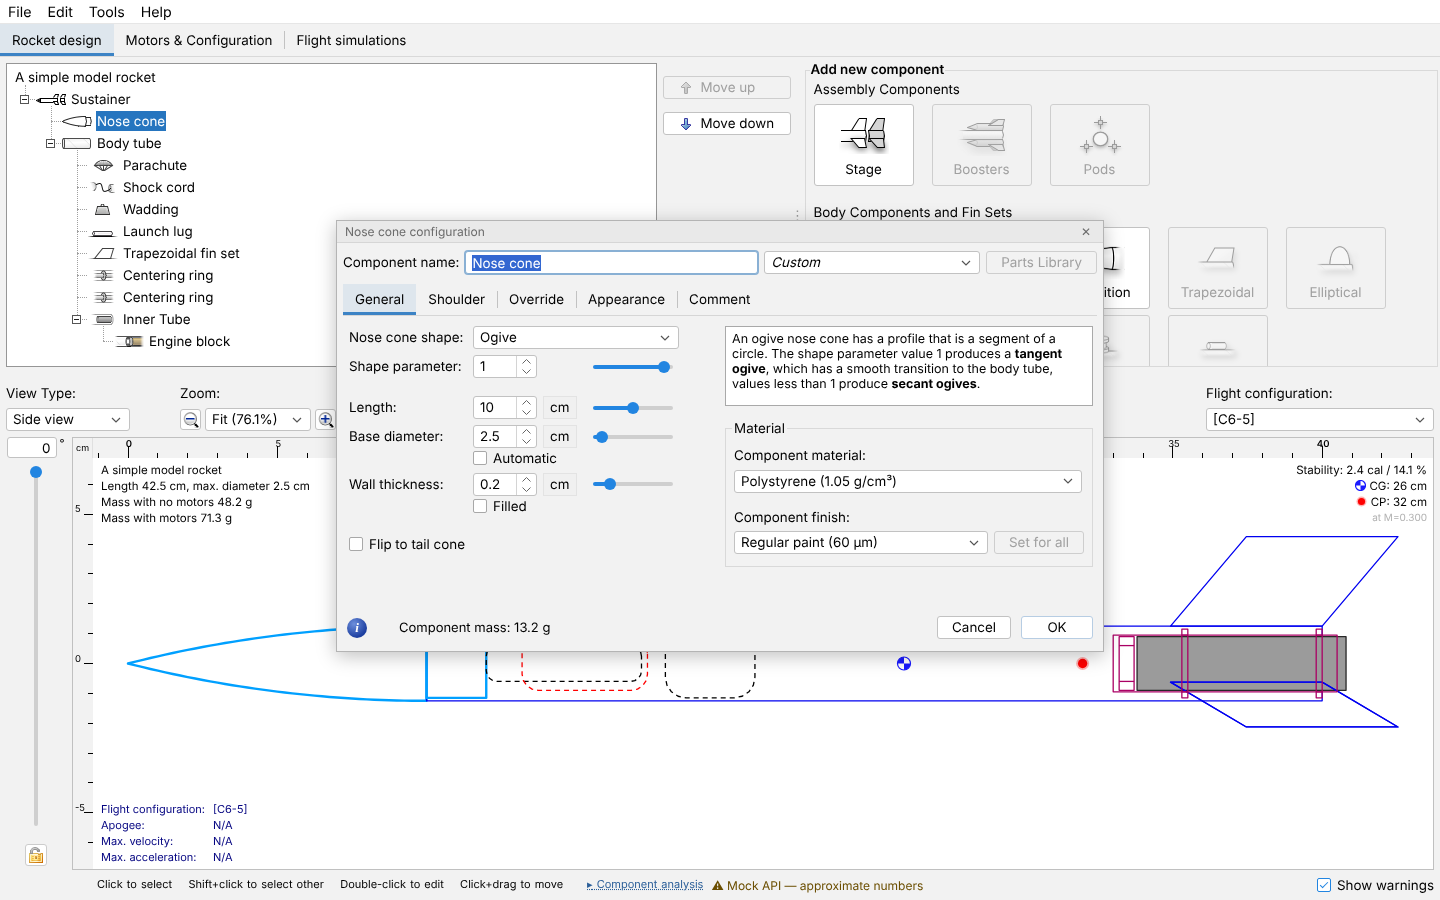 File Edit Tools Help
Rocket design Motors & Configuration Flight simulations
A simple model rocket
Sustainer
Nose cone
Body tube
Parachute
Shock cord
Wadding
Launch lug
Trapezoidal fin set
Centering ring
Centering ring
Inner Tube
Engine block
Move up
Move down
Add new component
Assembly Components
Stage Boosters Pods
Body Components and Fin Sets
ition Trapezoidal Elliptical
Nose cone configuration
Component name: Nose cone Custom Parts Library
General Shoulder Override Appearance Comment
Nose cone shape: Ogive
Shape parameter: 1
Length: 10 cm
Base diameter: 2.5 cm
Automatic
Wall thickness: 0.2 cm
Filled
Flip to tail cone
An ogive nose cone has a profile that is a segment of a
circle. The shape parameter value 1 produces a tangent
ogive, which has a smooth transition to the body tube,
values less than 1 produce secant ogives.
Material
Component material:
Polystyrene (1.05 g/cm³)
Component finish:
Regular paint (60 µm) Set for all
Component mass: 13.2 g
Cancel OK
View Type:
Side view
Zoom:
Fit (76.1%)
Flight configuration:
[C6-5]
0 °
cm 0 5 35 40
5
0
-5
A simple model rocket
Length 42.5 cm, max. diameter 2.5 cm
Mass with no motors 48.2 g
Mass with motors 71.3 g
Stability: 2.4 cal / 14.1 %
CG: 26 cm
CP: 32 cm
at M=0.300
Flight configuration: [C6-5]
Apogee: N/A
Max. velocity: N/A
Max. acceleration: N/A
Click to select Shift+click to select other Double-click to edit Click+drag to move ▸ Component analysis ⚠ Mock API — approximate numbers Show warnings